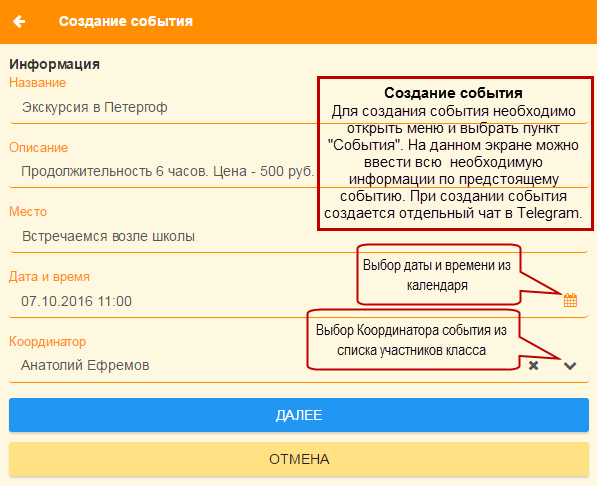 Создание события
Информация
Название
Экскурсия в Петергоф
Описание
Продолжительность 6 часов. Цена - 500 руб.
Место
Встречаемся возле школы
Дата и время
07.10.2016 11:00
Координатор
Анатолий Ефремов
ДАЛЕЕ
ОТМЕНА
Создание события
Для создания события необходимо
открыть меню и выбрать пункт
"События". На данном экране можно
ввести всю необходимую
информации по предстоящему
событию. При создании события
создается отдельный чат в Telegram.
Выбор даты и времени из
календаря
Выбор Координатора события из
списка участников класса